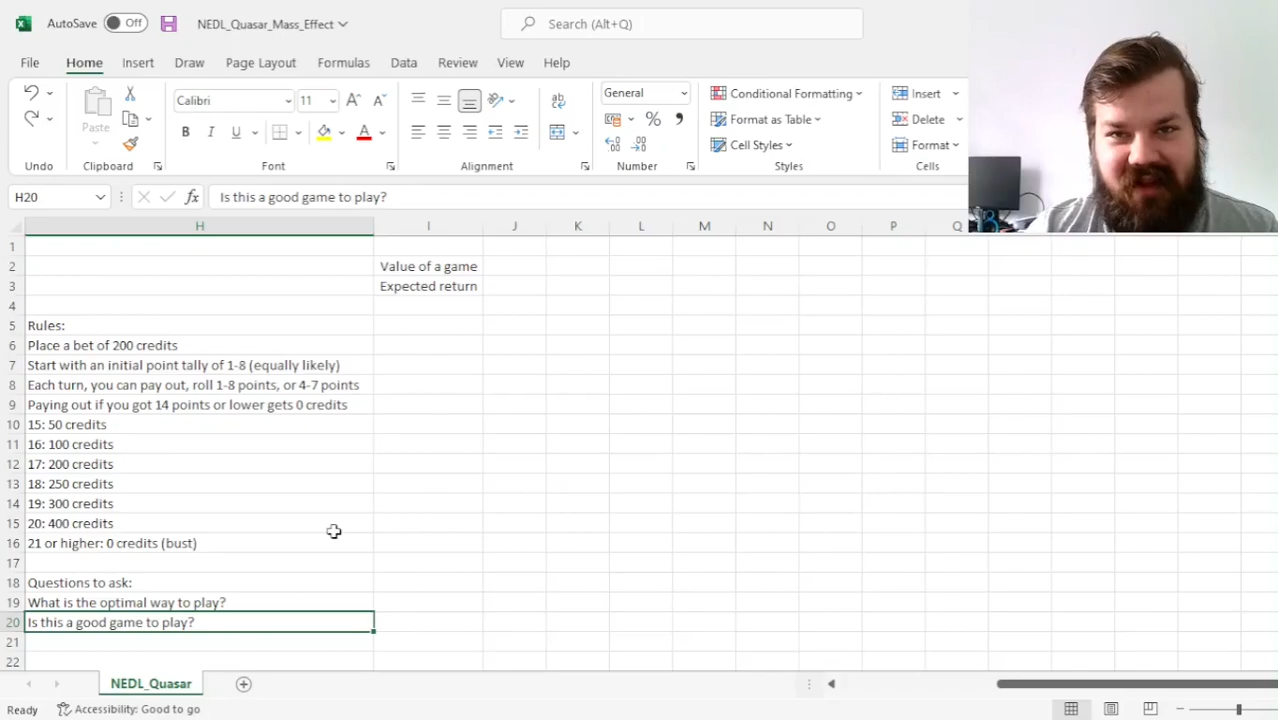 AutoSave Off NEDL_Quasar_Mass_Effect Search (Alt+Q)
File Home Insert Draw Page Layout Formulas Data Review View Help
Calibri 11 General Conditional Formatting Insert
Paste Format as Table Delete
B I U Cell Styles Format
Undo Clipboard Font Alignment Number Styles Cells
H20 fx Is this a good game to play?
H I J K L M N O P Q
1
2 Value of a game
3 Expected return
4
5 Rules:
6 Place a bet of 200 credits
7 Start with an initial point tally of 1-8 (equally likely)
8 Each turn, you can pay out, roll 1-8 points, or 4-7 points
9 Paying out if you got 14 points or lower gets 0 credits
10 15: 50 credits
11 16: 100 credits
12 17: 200 credits
13 18: 250 credits
14 19: 300 credits
15 20: 400 credits
16 21 or higher: 0 credits (bust)
17
18 Questions to ask:
19 What is the optimal way to play?
20 Is this a good game to play?
21
22
NEDL_Quasar
Ready Accessibility: Good to go